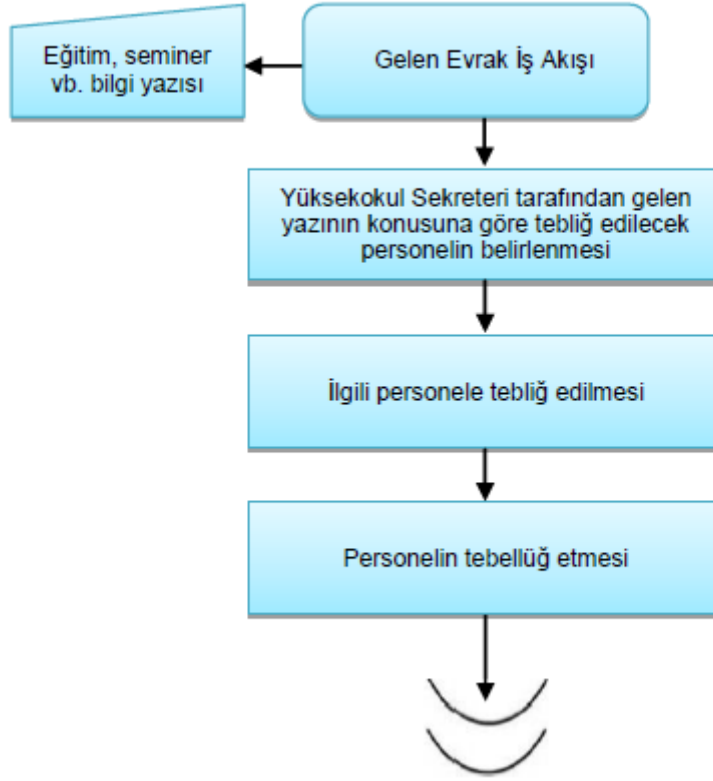 Eğitim, seminer
vb. bilgi yazısı
Gelen Evrak İş Akışı
Yüksekokul Sekreteri tarafından gelen
yazının konusuna göre tebliğ edilecek
personelin belirlenmesi
İlgili personele tebliğ edilmesi
Personelin tebellüğ etmesi